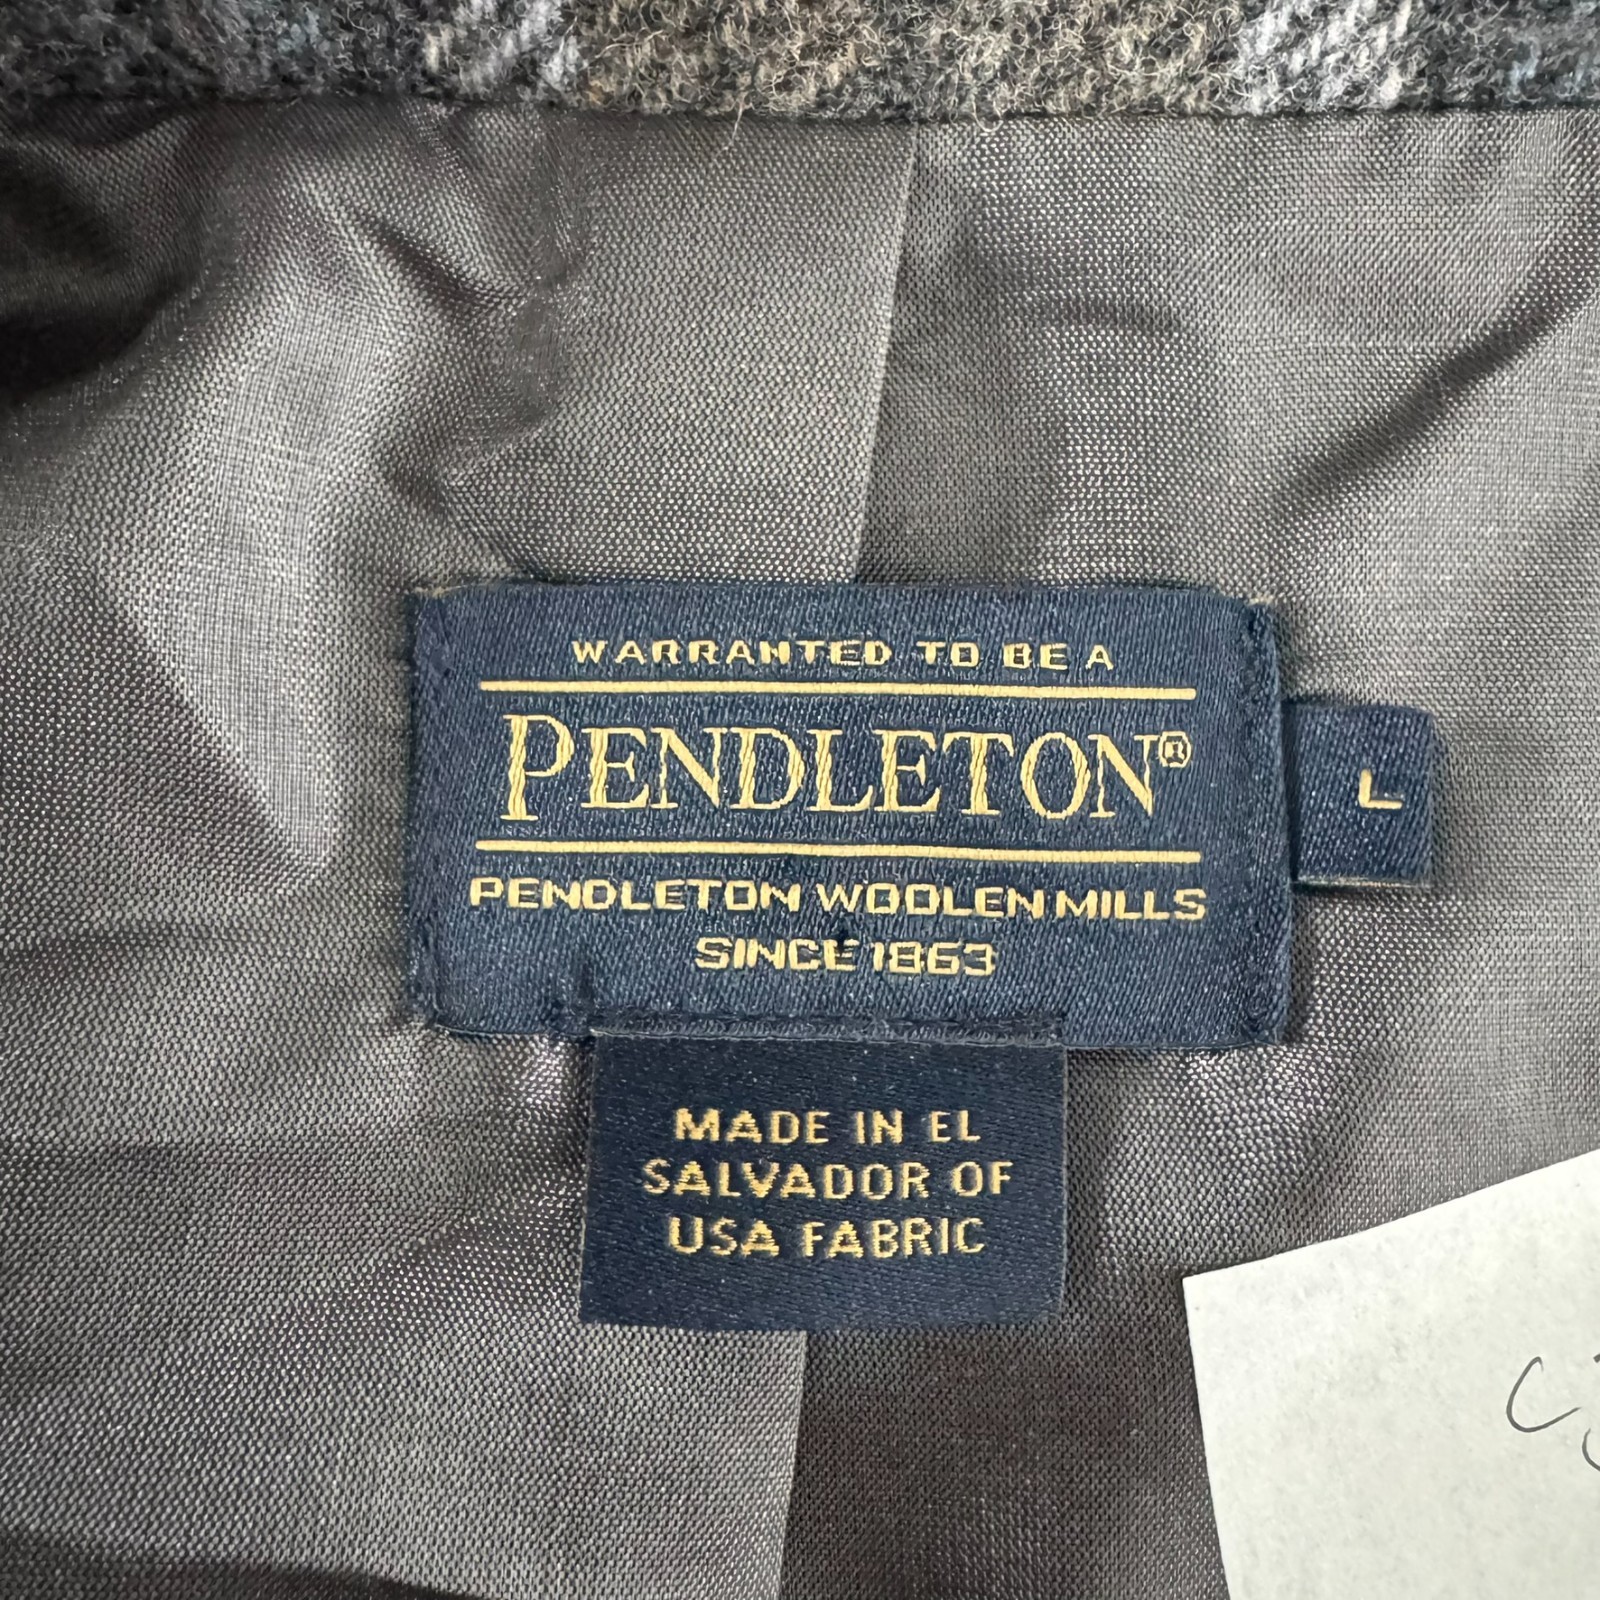 WARRANTED TO BE A
PENDLETON®
L
PENDLETON WOOLEN MILLS
SINCE 1863
MADE IN EL
SALVADOR OF
USA FABRIC